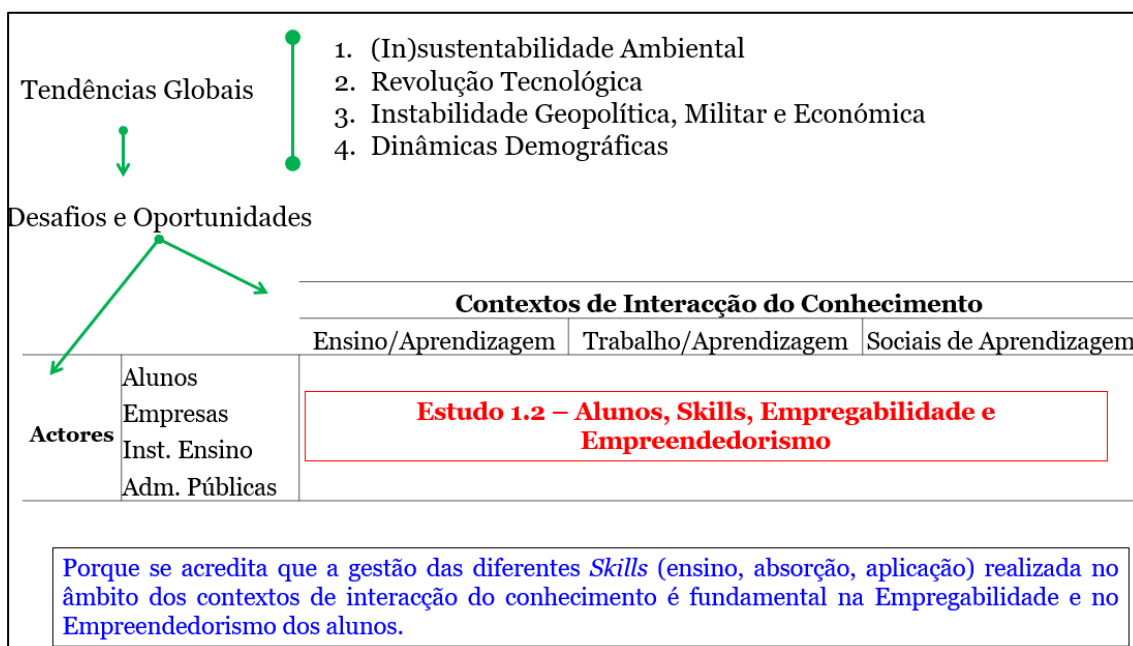 Tendências Globais
1. (In)sustentabilidade Ambiental
2. Revolução Tecnológica
3. Instabilidade Geopolítica, Militar e Económica
4. Dinâmicas Demográficas
Desafios e Oportunidades
Contextos de Interacção do Conhecimento
Ensino/Aprendizagem
Trabalho/Aprendizagem
Sociais de Aprendizagem
Actores
Alunos
Empresas
Inst. Ensino
Adm. Públicas
Estudo 1.2 – Alunos, Skills, Empregabilidade e
Empreendedorismo
Porque se acredita que a gestão das diferentes Skills (ensino, absorção, aplicação) realizada no
âmbito dos contextos de interacção do conhecimento é fundamental na Empregabilidade e no
Empreendedorismo dos alunos.